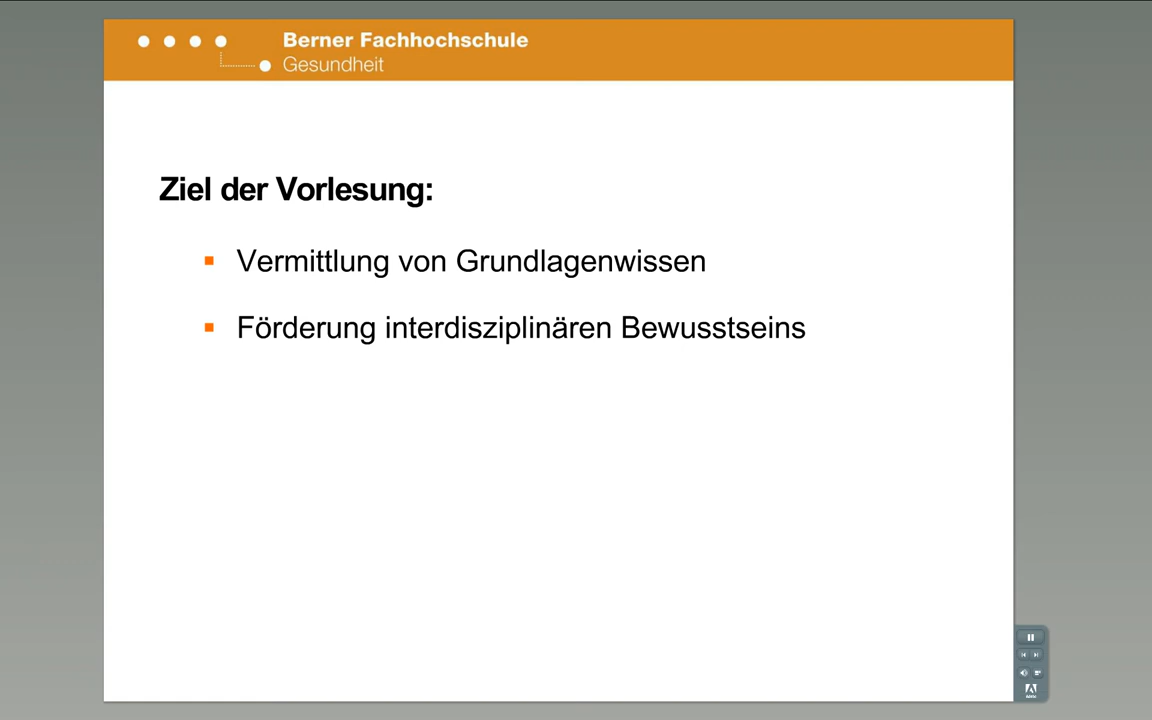 Berner Fachhochschule
Gesundheit
Ziel der Vorlesung:
Vermittlung von Grundlagenwissen
Förderung interdisziplinären Bewusstseins